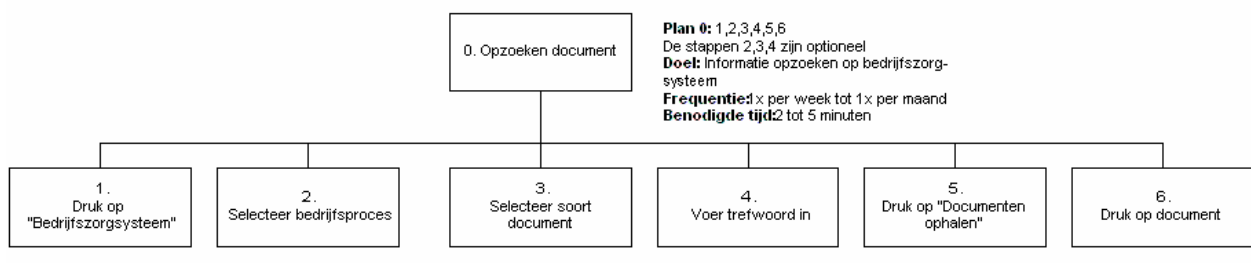 0. Opzoeken document
Plan 0: 1,2,3,4,5,6
De stappen 2,3,4 zijn optioneel
Doel: Informatie opzoeken op bedrijfszorg-
systeem
Frequentie:1x per week tot 1x per maand
Benodigde tijd:2 tot 5 minuten
1.
Druk op
"Bedrijfszorgsysteem"
2.
Selecteer bedrijfsproces
3.
Selecteer soort
document
4.
Voer trefwoord in
5.
Druk op "Documenten
ophalen"
6.
Druk op document